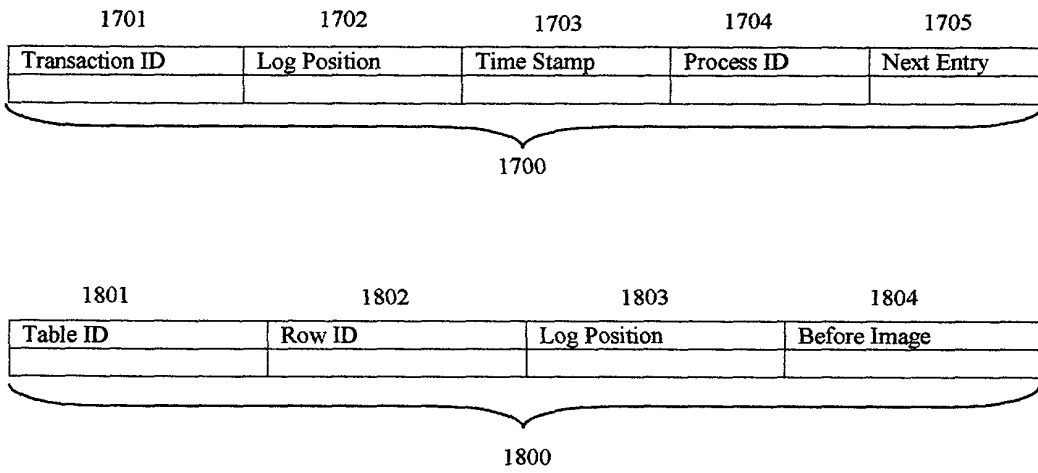 1701 1702 1703 1704 1705
Transaction ID Log Position Time Stamp Process ID Next Entry
1700
1801 1802 1803 1804
Table ID Row ID Log Position Before Image
1800